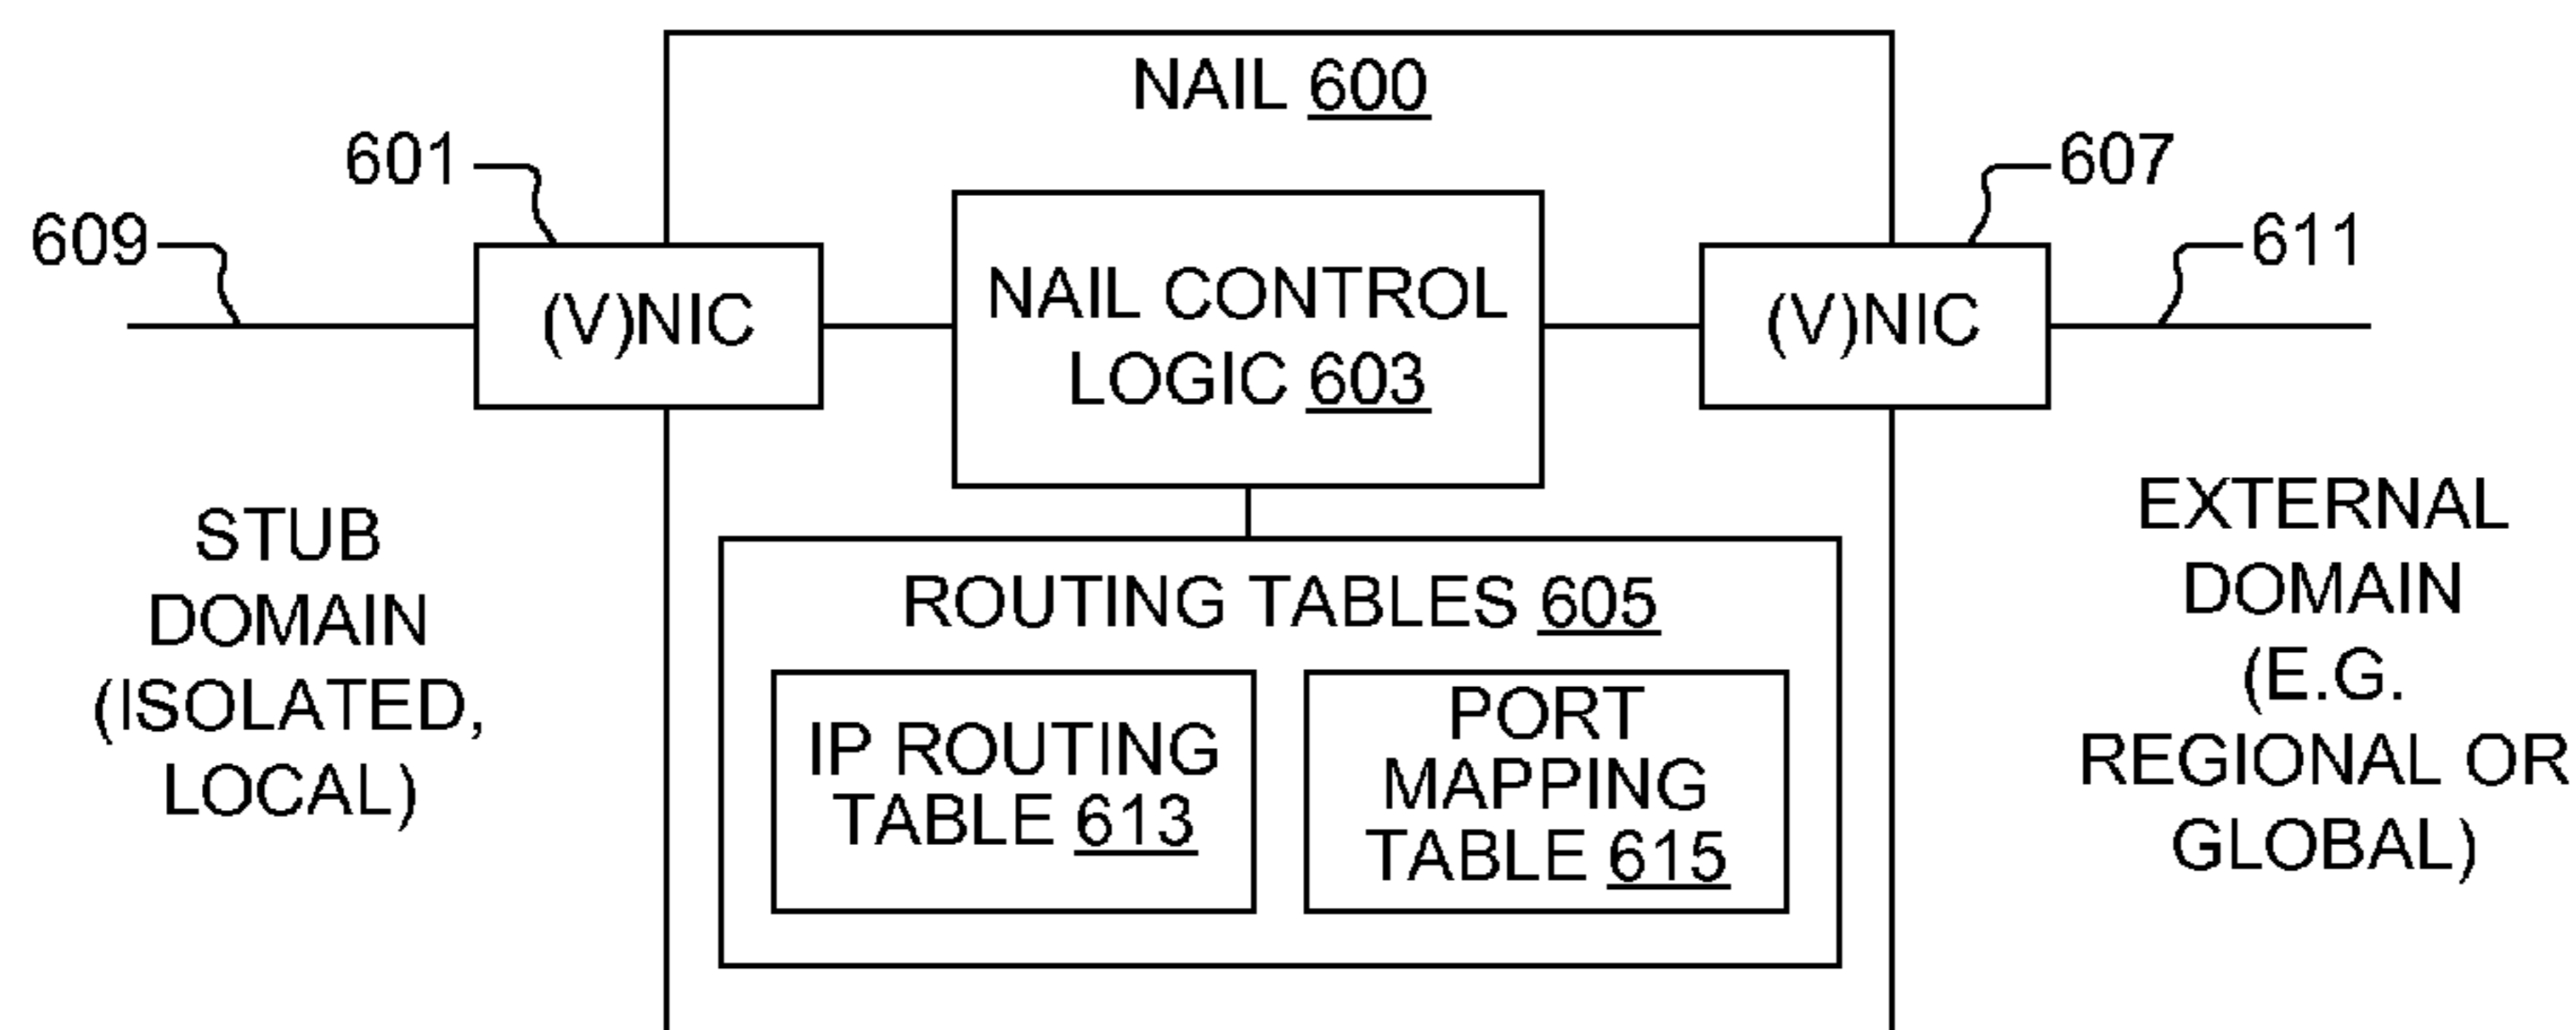 NAIL 600
601
607
609
611
(V)NIC
NAIL CONTROL
LOGIC 603
(V)NIC
STUB
DOMAIN
(ISOLATED,
LOCAL)
ROUTING TABLES 605
IP ROUTING
TABLE 613
PORT
MAPPING
TABLE 615
EXTERNAL
DOMAIN
(E.G.
REGIONAL OR
GLOBAL)